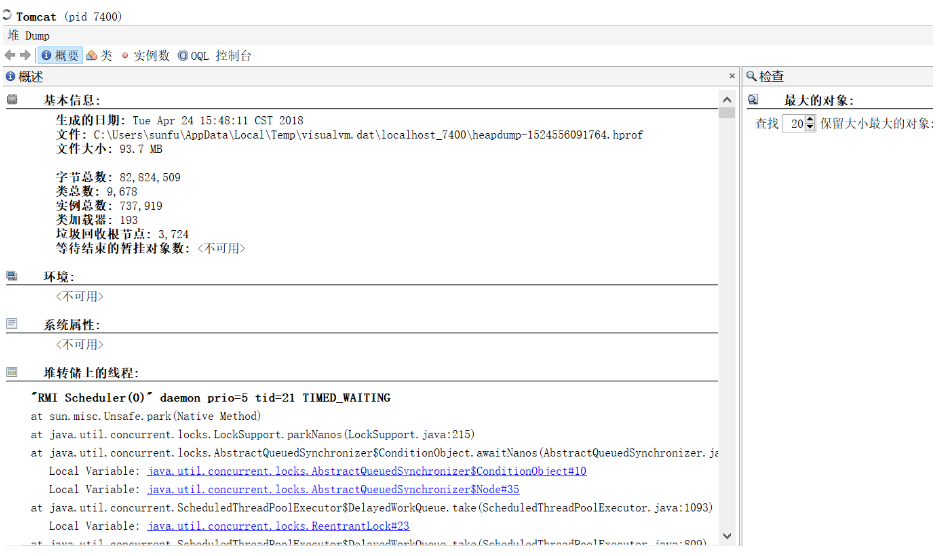 Tomcat (pid 7400)
堆 Dump
概要 类 实例数 OQL 控制台
概述
基本信息:
生成的日期: Tue Apr 24 15:48:11 CST 2018
文件: C:\Users\sunfu\AppData\Local\Temp\visualvm.dat\localhost_7400\heapdump-1524556091764.hprof
文件大小: 93.7 MB
字节总数: 82,824,509
类总数: 9,678
实例总数: 737,919
类加载器: 193
垃圾回收根节点: 3,724
等待结束的暂挂对象数: <不可用>
环境:
<不可用>
系统属性:
<不可用>
堆转储上的线程:
"RMI Scheduler(0)" daemon prio=5 tid=21 TIMED_WAITING
at sun.misc.Unsafe.park(Native Method)
at java.util.concurrent.locks.LockSupport.parkNanos(LockSupport.java:215)
at java.util.concurrent.locks.AbstractQueuedSynchronizer$ConditionObject.awaitNanos(AbstractQueuedSynchronizer.ja
Local Variable: java.util.concurrent.locks.AbstractQueuedSynchronizer$ConditionObject#10
Local Variable: java.util.concurrent.locks.AbstractQueuedSynchronizer$Node#35
at java.util.concurrent.ScheduledThreadPoolExecutor$DelayedWorkQueue.take(ScheduledThreadPoolExecutor.java:1093)
Local Variable: java.util.concurrent.locks.ReentrantLock#23
at java.util.concurrent.ScheduledThreadPoolExecutor$DelayedWorkQueue.take(ScheduledThreadPoolExecutor.java:809)
检查
最大的对象:
查找 20 保留大小最大的对象: